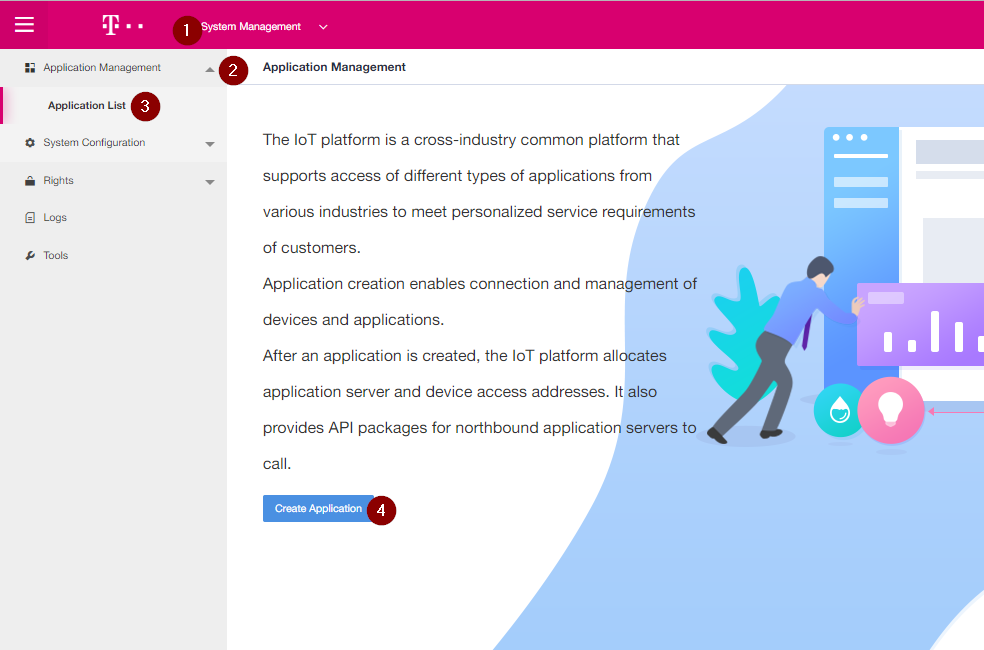 T
1
System Management
Application Management
2
Application Management
Application List
3
System Configuration
Rights
Logs
Tools
The IoT platform is a cross-industry common platform that
supports access of different types of applications from
various industries to meet personalized service requirements
of customers.
Application creation enables connection and management of
devices and applications.
After an application is created, the IoT platform allocates
application server and device access addresses. It also
provides API packages for northbound application servers to
call.
Create Application
4